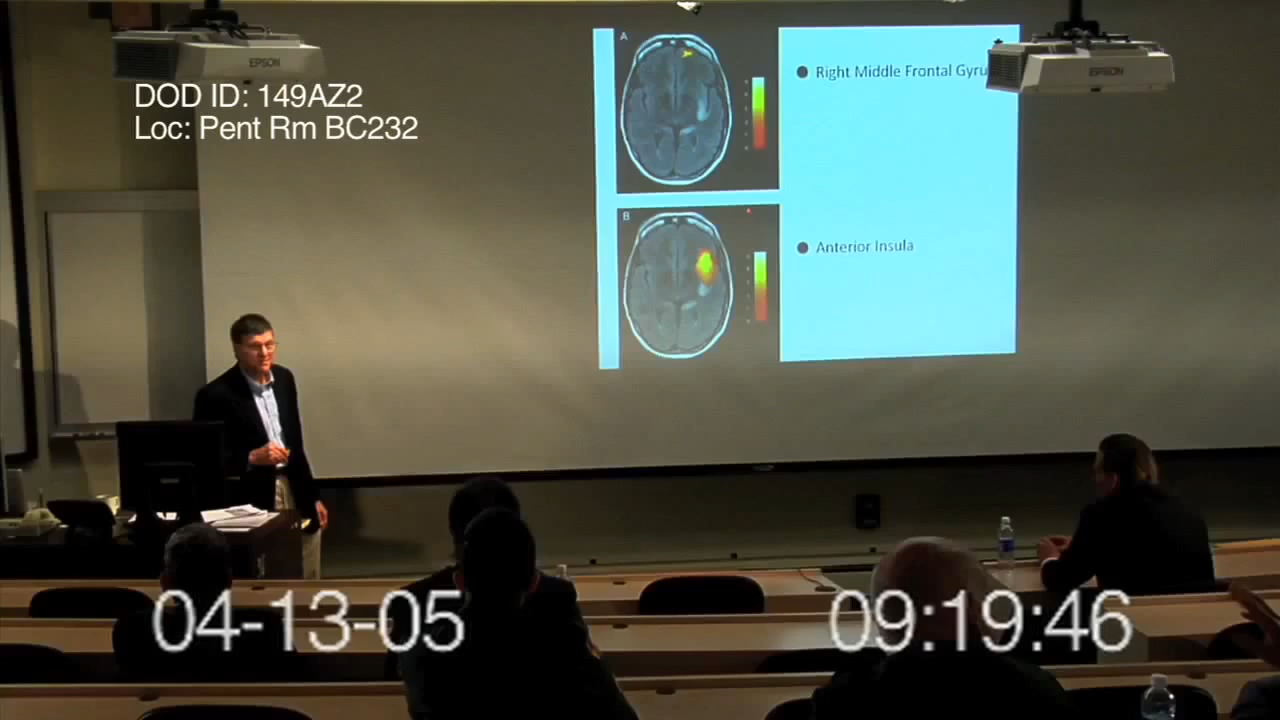 EPSON
EPSON
DOD ID: 149AZ2
Loc: Pent Rm BC232
A
Right Middle Frontal Gyru
B
Anterior Insula
04-13-05
09:19:46